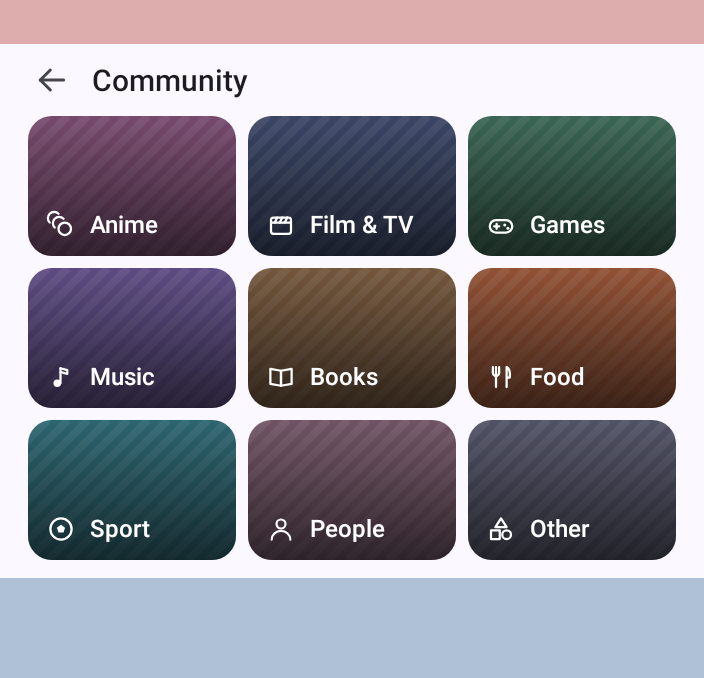 Community
Anime
Film & TV
Games
Music
Books
Food
Sport
People
Other